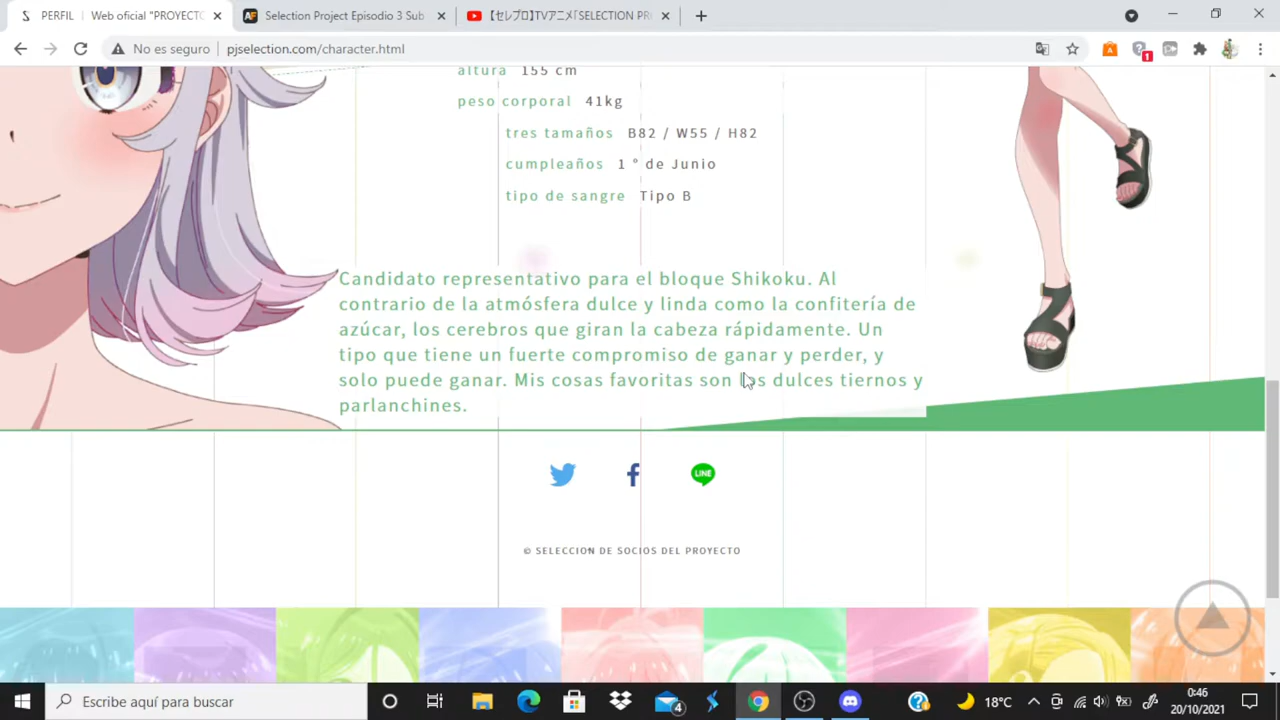 PERFIL | Web oficial "PROYECTO
Selection Project Episodio 3 Sub
【セレプロ】TVアニメ「SELECTION PR
No es seguro
pjselection.com/character.html
1
altura 155 cm
peso corporal 41kg
tres tamaños B82 / W55 / H82
cumpleaños 1 ° de Junio
tipo de sangre Tipo B
Candidato representativo para el bloque Shikoku. Al
contrario de la atmósfera dulce y linda como la confitería de
azúcar, los cerebros que giran la cabeza rápidamente. Un
tipo que tiene un fuerte compromiso de ganar y perder, y
solo puede ganar. Mis cosas favoritas son los dulces tiernos y
parlanchines.
LINE
© SELECCIÓN DE SOCIOS DEL PROYECTO
Escribe aquí para buscar
4
18°C
0:46
20/10/2021